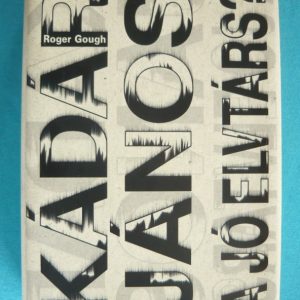 Roger Gough
KÁDÁR
JÁNOS
A JÓ ELVTÁRS?